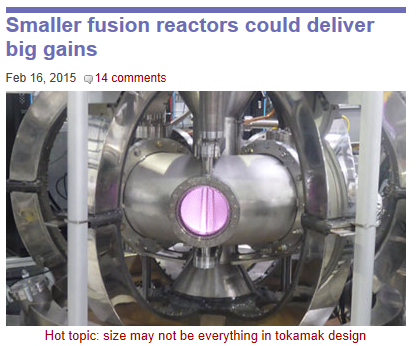 Smaller fusion reactors could deliver
big gains
Feb 16, 2015 14 comments
Hot topic: size may not be everything in tokamak design